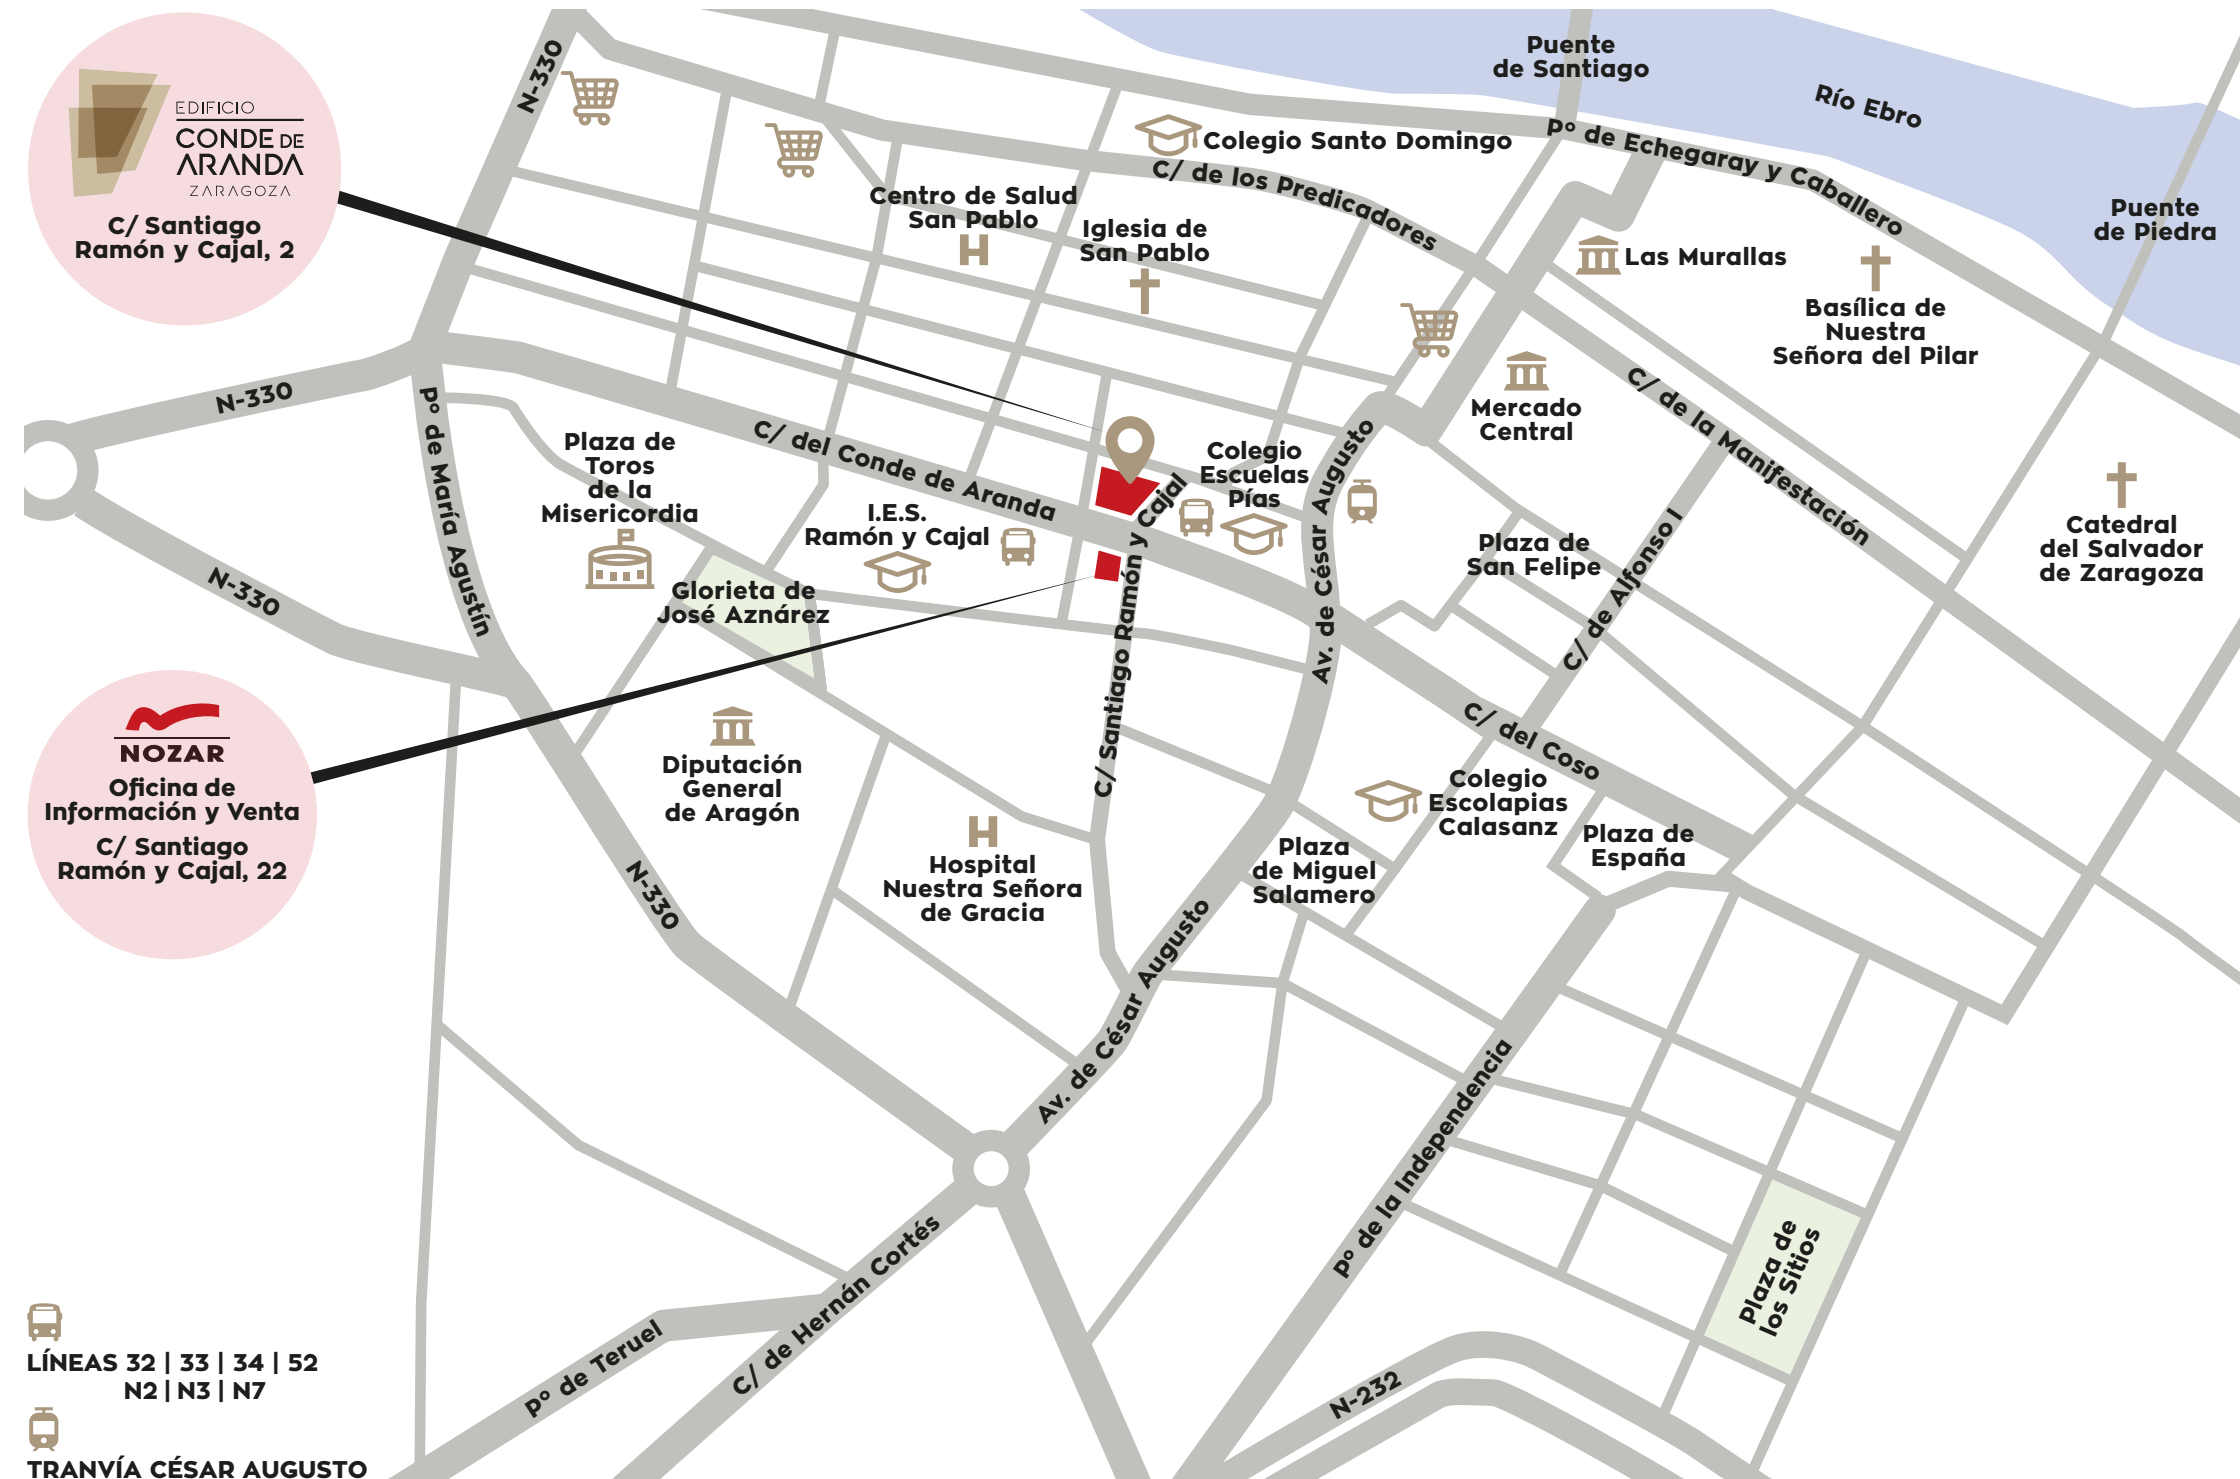 EDIFICIO
CONDE DE
ARANDA
ZARAGOZA
C/ Santiago
Ramón y Cajal, 2
N-330
Puente
de Santiago
Río Ebro
Pº de Echegaray y Caballero
Puente
de Piedra
Colegio Santo Domingo
C/ de los Predicadores
Centro de Salud
San Pablo
H
Iglesia de
San Pablo
Las Murallas
Basílica de
Nuestra
Señora del Pilar
N-330
Pº de María Agustín
Mercado
Central
C/ de la Manifestación
Plaza de
Toros
de la
Misericordia
C/ del Conde de Aranda
Colegio
Escuelas
Pías
Av. de César Augusto
I.E.S.
Ramón y Cajal
Plaza de
San Felipe
C/ de Alfonso I
Catedral
del Salvador
de Zaragoza
N-330
Glorieta de
José Aznárez
C/ Santiago Ramón y Cajal
NOZAR
Oficina de
Información y Venta
C/ Santiago
Ramón y Cajal, 22
Diputación
General
de Aragón
C/ del Coso
Colegio
Escolapias
Calasanz
Plaza de
España
Plaza
de Miguel
Salamero
H
Hospital
Nuestra Señora
de Gracia
N-330
Av. de César Augusto
Pº de la Independencia
Plaza de
los Sitios
C/ de Hernán Cortés
Pº de Teruel
N-232
LÍNEAS 32 | 33 | 34 | 52
N2 | N3 | N7
TRANVÍA CÉSAR AUGUSTO